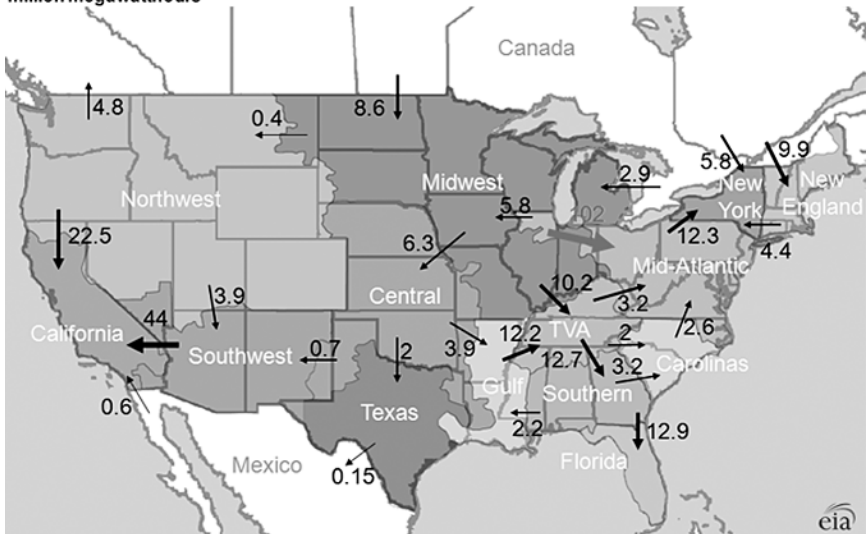 million megawatthours
Canada
4.8
0.4
8.6
5.8
9.9
2.9
New
York
New
England
Northwest
Midwest
5.8
102
12.3
4.4
22.5
6.3
Mid-Atlantic
10.2
3.2
2.6
3.9
Central
California
44
Southwest
0.7
2
3.9
12.2
TVA
2
Carolinas
12.7
3.2
Gulf
Southern
0.6
Texas
2.2
12.9
Mexico
0.15
Florida
eia